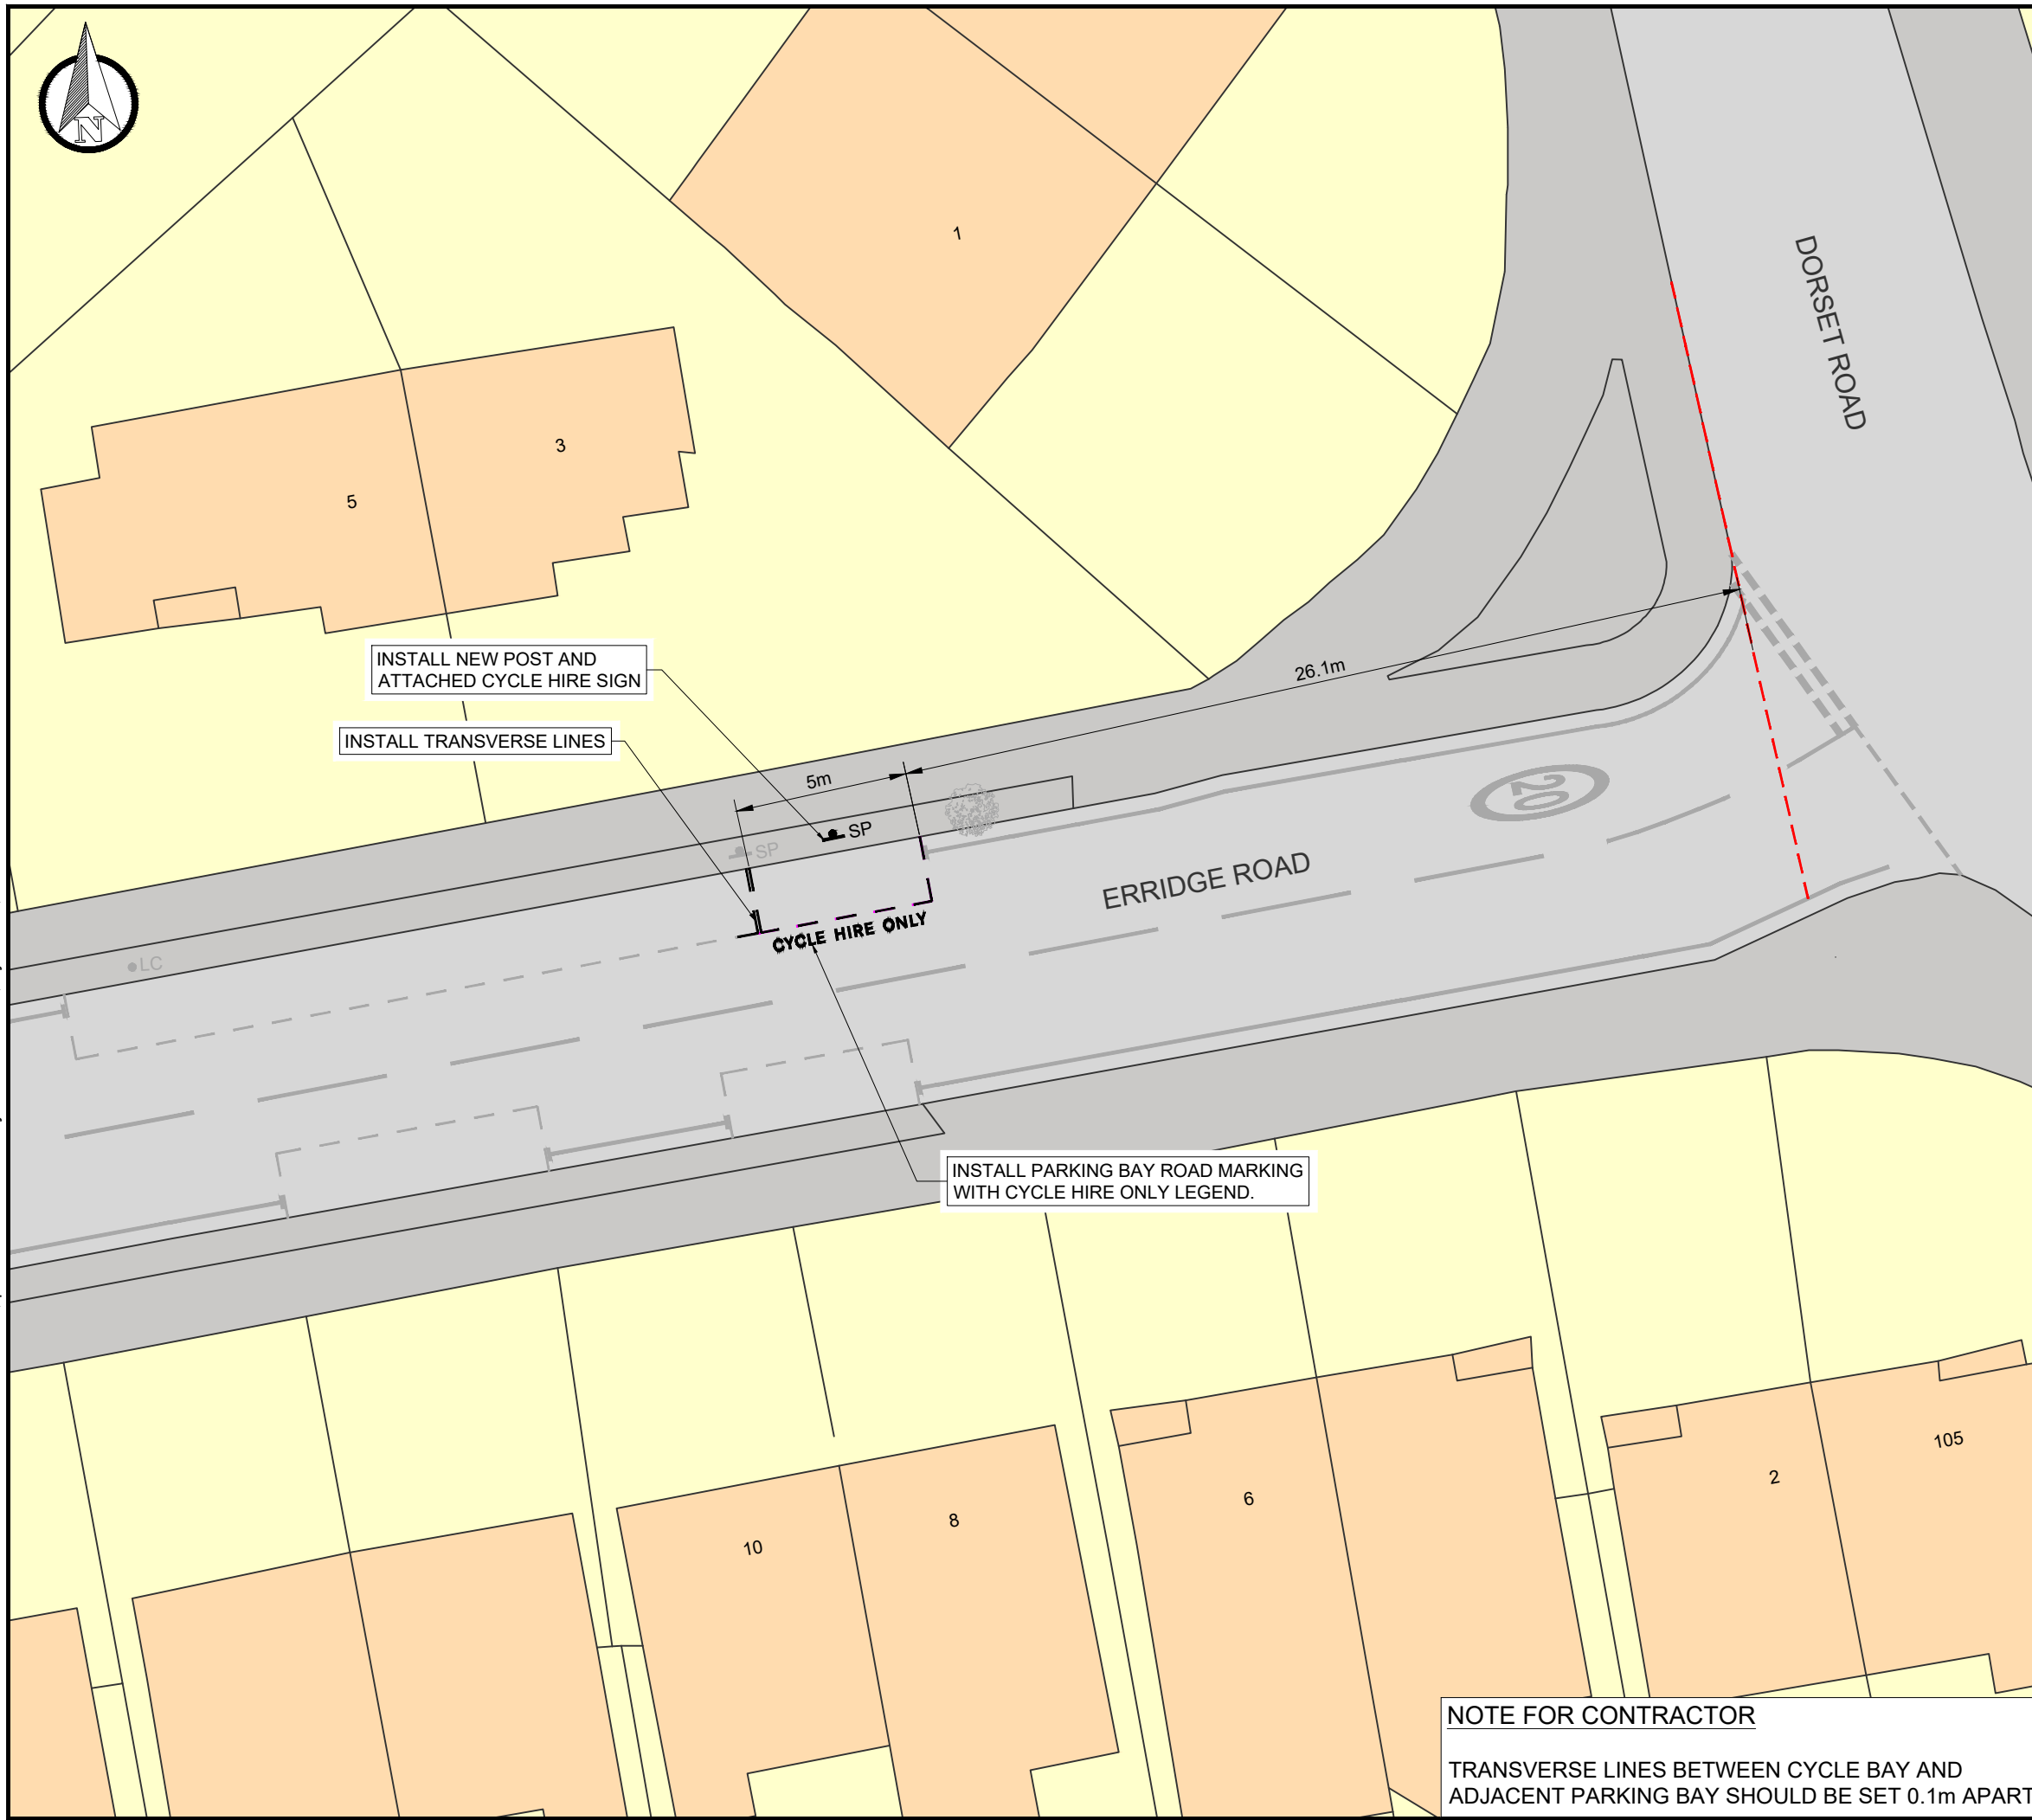 N
1
DORSET ROAD
3
5
INSTALL NEW POST AND
ATTACHED CYCLE HIRE SIGN
26.1m
INSTALL TRANSVERSE LINES
5m
20
SP
SP
ERRIDGE ROAD
CYCLE HIRE ONLY
LC
INSTALL PARKING BAY ROAD MARKING
WITH CYCLE HIRE ONLY LEGEND.
105
2
6
8
10
NOTE FOR CONTRACTOR
TRANSVERSE LINES BETWEEN CYCLE BAY AND
ADJACENT PARKING BAY SHOULD BE SET 0.1m APART